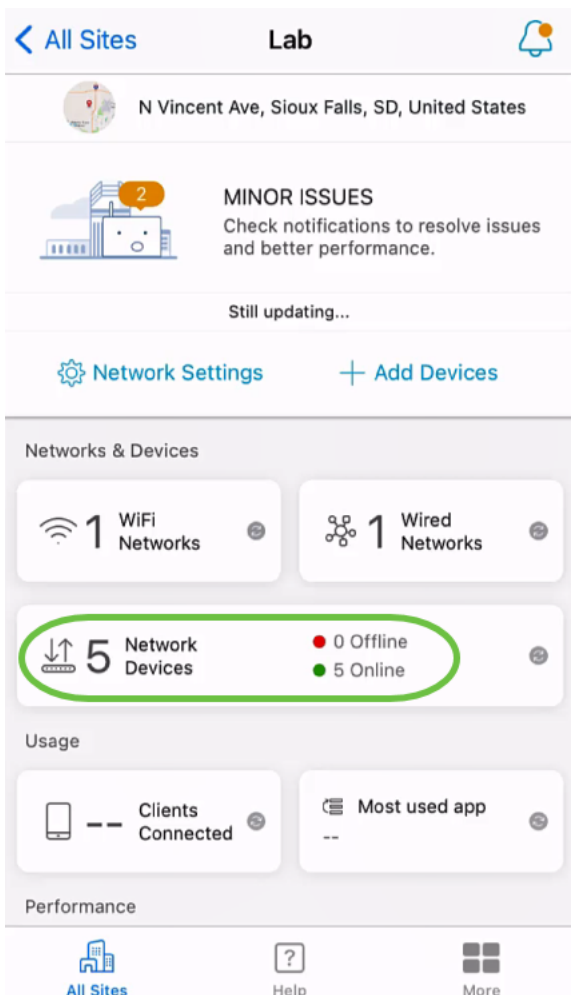 All Sites
Lab
N Vincent Ave, Sioux Falls, SD, United States
2
MINOR ISSUES
Check notifications to resolve issues
and better performance.
Still updating...
Network Settings
Add Devices
Networks & Devices
1 WiFi
Networks
1 Wired
Networks
5 Network
Devices
0 Offline
5 Online
Usage
-- Clients
Connected
Most used app
--
Performance
?
All Sites
Help
More